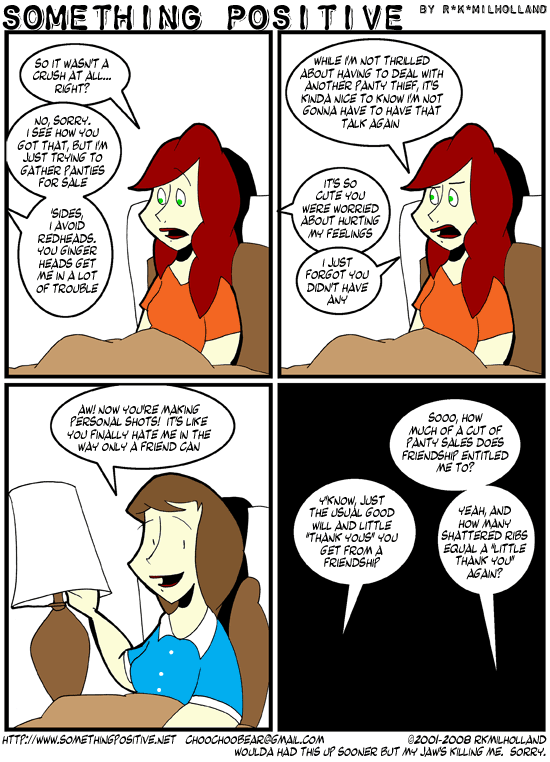 SOMETHING POSITIVE BY R*K*MILHOLLAND
SO IT WASN'T A
CRUSH AT ALL...
RIGHT?
NO, SORRY.
I SEE HOW YOU
GOT THAT, BUT I'M
JUST TRYING TO
GATHER PANTIES
FOR SALE
'SIDES,
I AVOID
REDHEADS.
YOU GINGER
HEADS GET
ME IN A LOT
OF TROUBLE
WHILE I'M NOT THRILLED
ABOUT HAVING TO DEAL WITH
ANOTHER PANTY THIEF, IT'S
KINDA NICE TO KNOW I'M NOT
GONNA HAVE TO HAVE THAT
TALK AGAIN
IT'S SO
CUTE YOU
WERE WORRIED
ABOUT HURTING
MY FEELINGS
I JUST
FORGOT YOU
DIDN'T HAVE
ANY
AW! NOW YOU'RE MAKING
PERSONAL SHOTS! IT'S LIKE
YOU FINALLY HATE ME IN THE
WAY ONLY A FRIEND CAN
SOOO, HOW
MUCH OF A CUT OF
PANTY SALES DOES
FRIENDSHIP ENTITLED
ME TO?
Y'KNOW, JUST
THE USUAL GOOD
WILL AND LITTLE
"THANK YOUS" YOU
GET FROM A
FRIENDSHIP
YEAH, AND
HOW MANY
SHATTERED RIBS
EQUAL A "LITTLE
THANK YOU"
AGAIN?
HTTP://WWW.SOMETHINGPOSITIVE.NET CHOOCHOOBEAR@GMAIL.COM ©2001-2008 RKMILHOLLAND
WOULDA HAD THIS UP SOONER BUT MY JAW'S KILLING ME. SORRY.